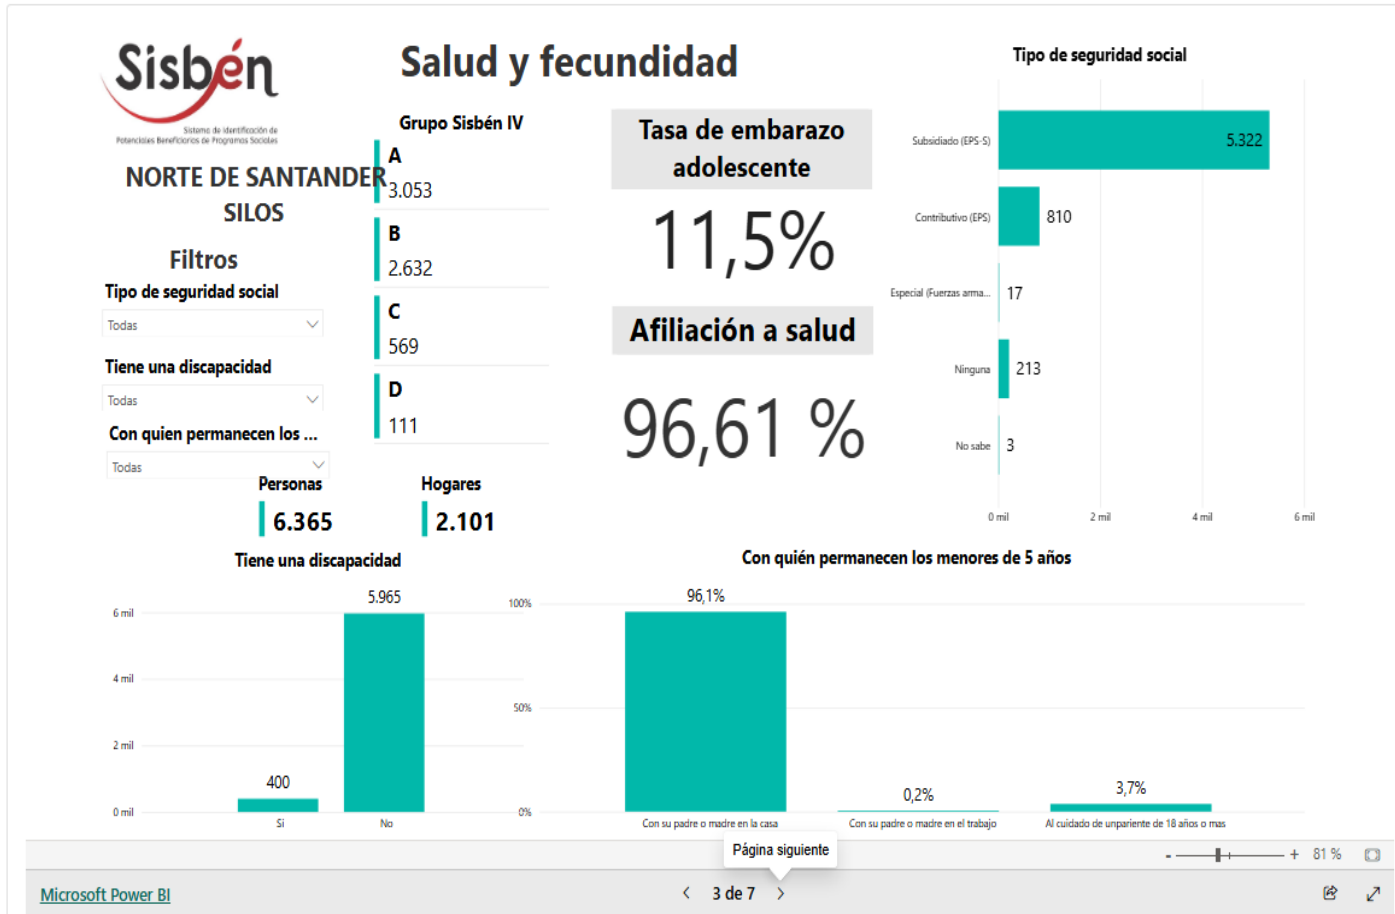 Sisbén
Sistema de Identificación de
Potenciales Beneficiarios de Programas Sociales
NORTE DE SANTANDER
SILOS
Filtros
Tipo de seguridad social
Todas
Tiene una discapacidad
Todas
Con quien permanecen los ...
Todas
Salud y fecundidad
Grupo Sisbén IV
A
3.053
B
2.632
C
569
D
111
Personas
6.365
Hogares
2.101
Tasa de embarazo
adolescente
11,5%
Afiliación a salud
96,61 %
Tipo de seguridad social
Subsidiado (EPS-S)
5.322
Contributivo (EPS)
810
Especial (Fuerzas arma...
17
Ninguna
213
No sabe
3
0 mil 2 mil 4 mil 6 mil
Tiene una discapacidad
6 mil
4 mil
2 mil
0 mil
400
5.965
Si No
Con quién permanecen los menores de 5 años
100%
50%
0%
96,1%
0,2%
3,7%
Con su padre o madre en la casa
Con su padre o madre en el trabajo
Al cuidado de unpariente de 18 años o mas
Página siguiente
- + 81 %
Microsoft Power BI
< 3 de 7 >